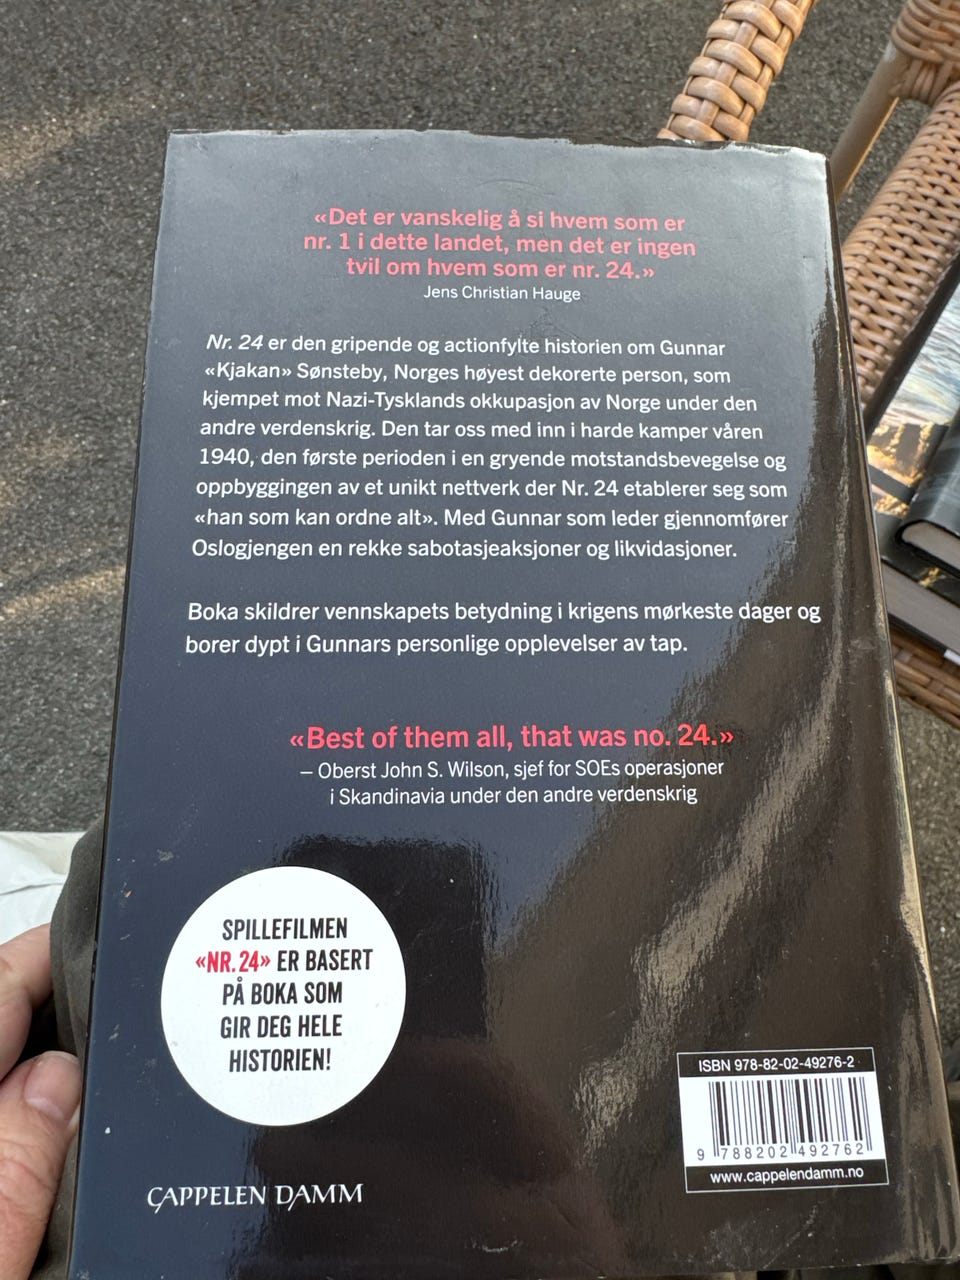 «Det er vanskelig å si hvem som er
nr. 1 i dette landet, men det er ingen
tvil om hvem som er nr. 24.»
Jens Christian Hauge
Nr. 24 er den gripende og actionfylte historien om Gunnar
«Kjakan» Sønsteby, Norges høyest dekorerte person, som
kjempet mot Nazi-Tysklands okkupasjon av Norge under den
andre verdenskrig. Den tar oss med inn i harde kamper våren
1940, den første perioden i en gryende motstandsbevegelse og
oppbyggingen av et unikt nettverk der Nr. 24 etablerer seg som
«han som kan ordne alt». Med Gunnar som leder gjennomfører
Oslogjengen en rekke sabotasjeaksjoner og likvidasjoner.
Boka skildrer vennskapets betydning i krigens mørkeste dager og
borer dypt i Gunnars personlige opplevelser av tap.
«Best of them all, that was no. 24.»
– Oberst John S. Wilson, sjef for SOEs operasjoner
i Skandinavia under den andre verdenskrig
SPILLEFILMEN
«NR. 24» ER BASERT
PÅ BOKA SOM
GIR DEG HELE
HISTORIEN!
ISBN 978-82-02-49276-2
9 788202 492762
www.cappelendamm.no
CAPPELEN DAMM